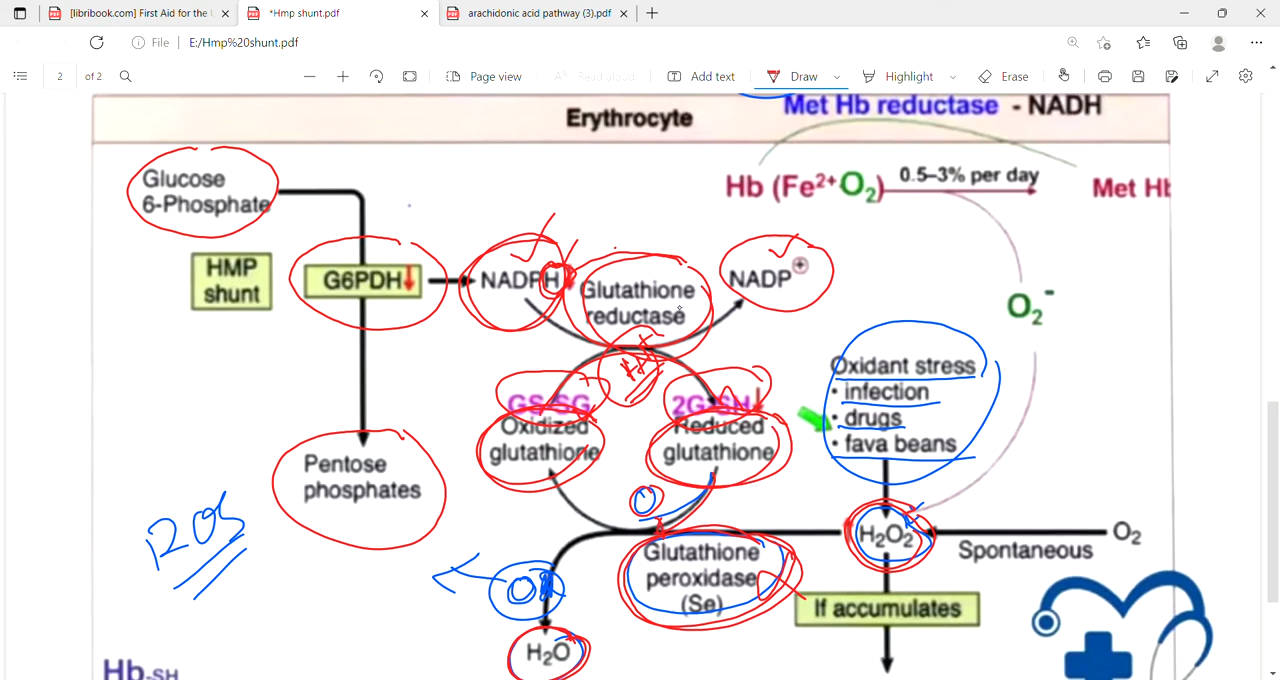 [libribook.com] First Aid for the U
*Hmp shunt.pdf
arachidonic acid pathway (3).pdf
File
E:/Hmp%20shunt.pdf
2 of 2
Page view
Read aloud
Add text
Draw
Highlight
Erase
Met Hb reductase - NADH
Erythrocyte
Glucose
6-Phosphate
Hb (Fe2+O2)
0.5–3% per day
Met Hb
HMP
shunt
G6PDH
NADPH
Glutathione
reductase
NADP+
O2-
GS-SG
Oxidized
glutathione
2G-SH
Reduced
glutathione
Oxidant stress
• infection
• drugs
• fava beans
Pentose
phosphates
ROS
O
H2O2
O2
Spontaneous
Glutathione
peroxidase
(Se)
If accumulates
H2O
Hb-SH